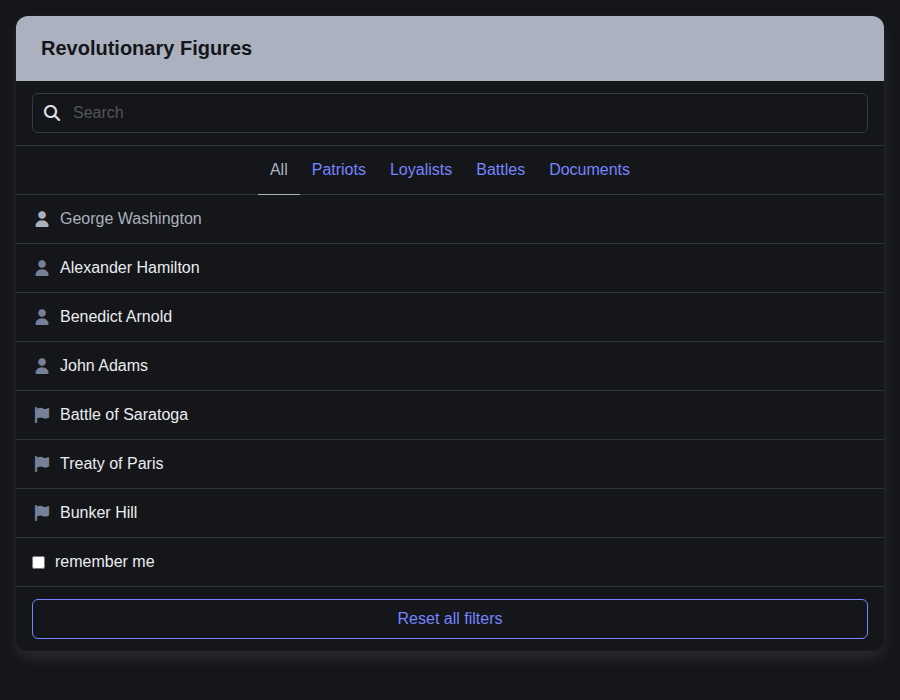 Revolutionary Figures
Search
All Patriots Loyalists Battles Documents
George Washington
Alexander Hamilton
Benedict Arnold
John Adams
Battle of Saratoga
Treaty of Paris
Bunker Hill
remember me
Reset all filters